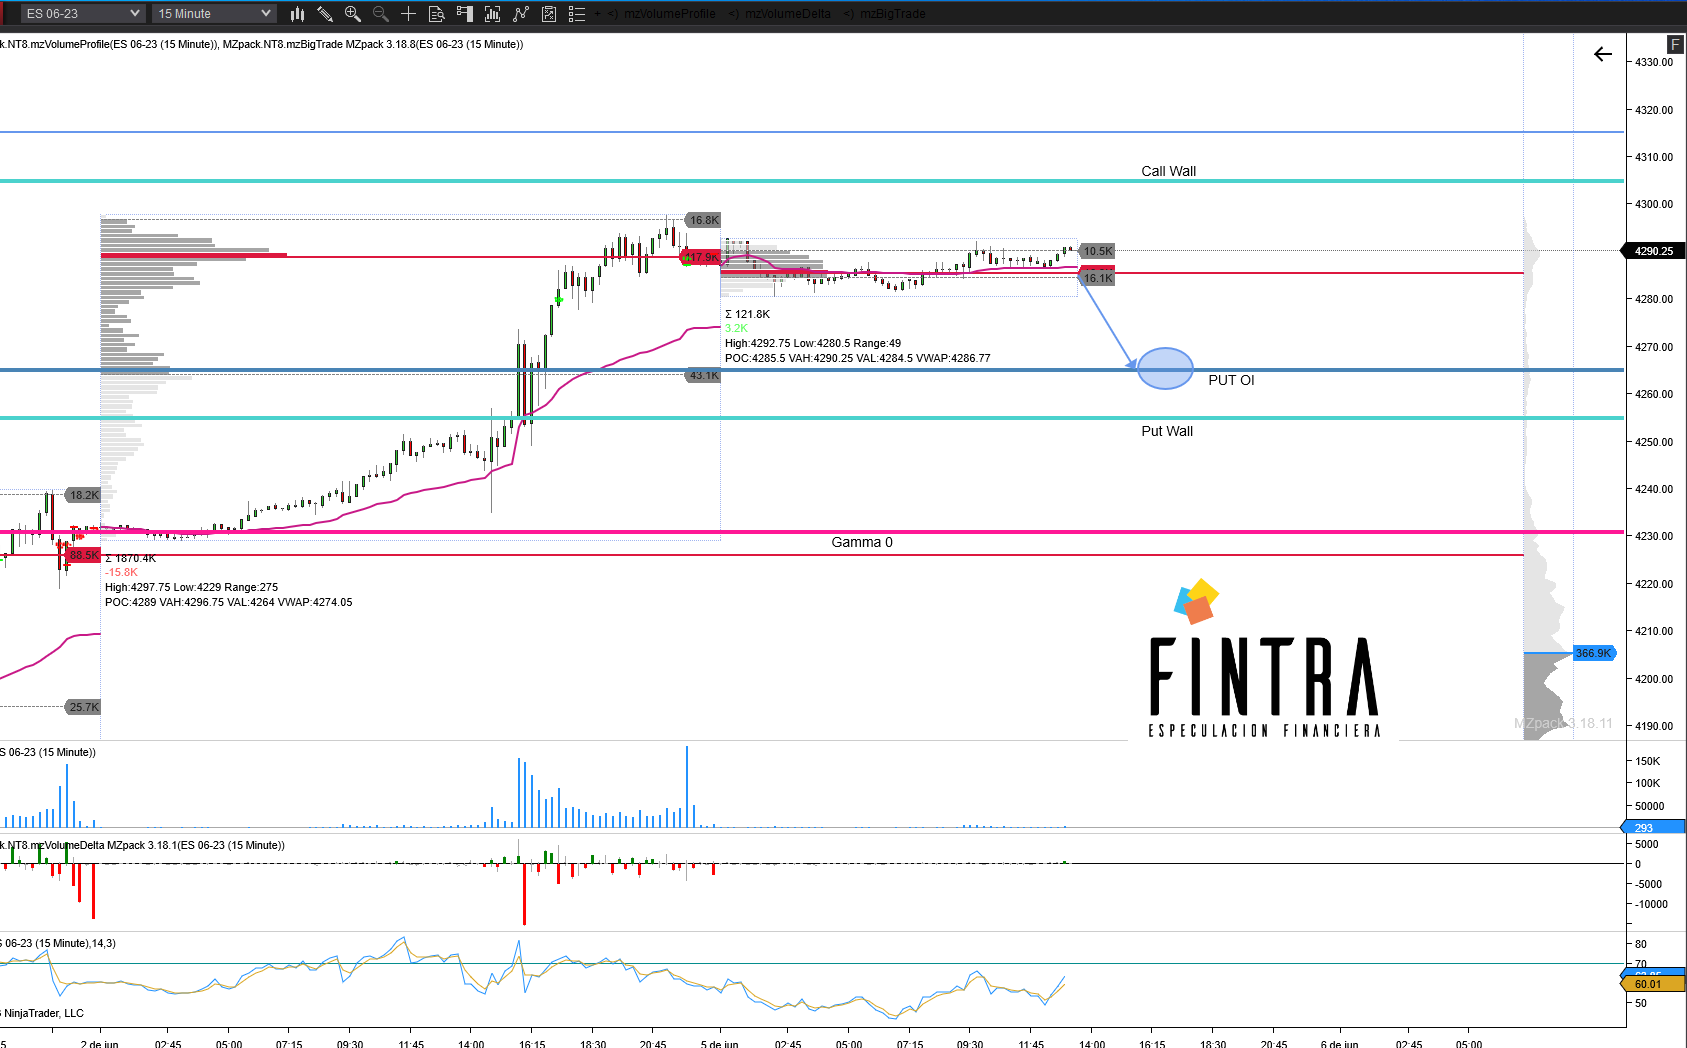 ES 06-23 15 Minute mzVolumeProfile mzVolumeDelta mzBigTrade
k.NT8.mzVolumeProfile(ES 06-23 (15 Minute)), MZpack.NT8.mzBigTrade MZpack 3.18.8(ES 06-23 (15 Minute))
F
4330.00
4320.00
4310.00
Call Wall
4300.00
16.8K
4290.25
10.5K
117.9K
16.1K
4280.00
Σ 121.8K
3.2K
High:4292.75 Low:4280.5 Range:49
POC:4285.5 VAH:4290.25 VAL:4284.5 VWAP:4286.77
4270.00
43.1K
PUT OI
4260.00
Put Wall
4250.00
4240.00
18.2K
4230.00
Gamma 0
88.5K
Σ 1870.4K
-15.8K
High:4297.75 Low:4229 Range:275
POC:4289 VAH:4296.75 VAL:4264 VWAP:4274.05
4220.00
4210.00
366.9K
4200.00
25.7K
4190.00
FINTRA
ESPECULACION FINANCIERA
MZpack 3.18.11
S 06-23 (15 Minute))
150K
100K
50000
293
k.NT8.mzVolumeDelta MZpack 3.18.1(ES 06-23 (15 Minute))
5000
0
-5000
-10000
S 06-23 (15 Minute),14,3)
80
70
60.01
50
NinjaTrader, LLC
2 de jun 02:45 05:00 07:15 09:30 11:45 14:00 16:15 18:30 20:45 5 de jun 02:45 05:00 07:15 09:30 11:45 14:00 16:15 18:30 20:45 6 de jun 02:45 05:00